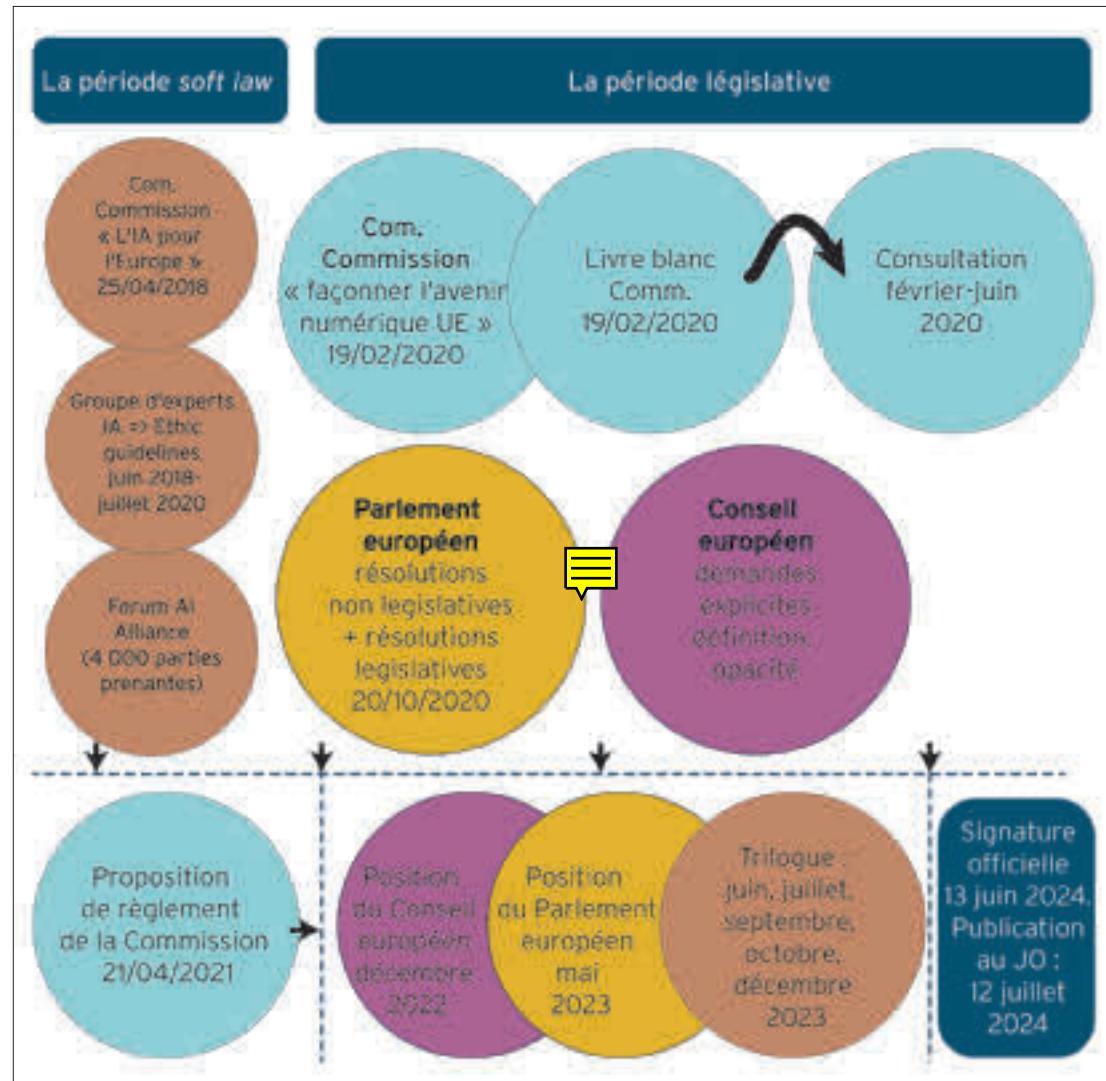 La période soft law
La période législative
Com.
Commission
« L'IA pour
l'Europe »
25/04/2018
Com.
Commission
« façonner l'avenir
numérique UE »
19/02/2020
Livre blanc
Comm.
19/02/2020
Consultation
février-juin
2020
Groupe d'experts
IA => Ethic
guidelines
juin 2018-
juillet 2020
Parlement
européen
résolutions
non legislatives
+ résolutions
legislatives
20/10/2020
Conseil
européen
demandes
explicites
définition,
opacité
Forum AI
Alliance
(4 000 parties
prenantes)
Proposition
de règlement
de la Commission
21/04/2021
Position
du Conseil
européen
décembre
2022
Position
du Parlement
européen
mai
2023
Trilogue :
juin, juillet,
septembre,
octobre,
décembre
2023
Signature
officielle
13 juin 2024.
Publication
au JO :
12 juillet
2024